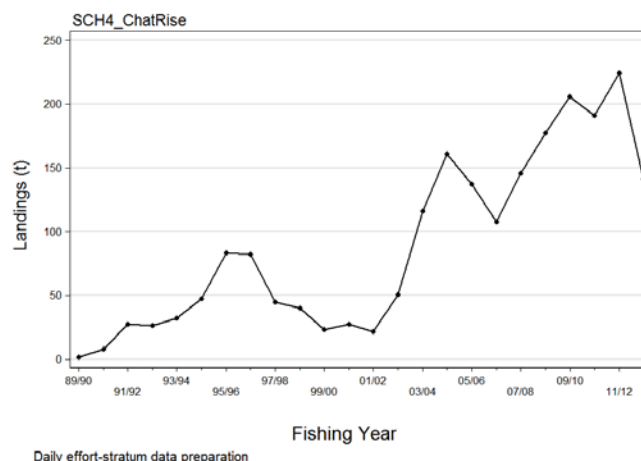 SCH4_ChatRise
250
200
150
100
50
0
Landings (t)
89/90 93/94 97/98 01/02 05/06 09/10
91/92 95/96 99/00 03/04 07/08 11/12
Fishing Year
Daily effort-stratum data preparation